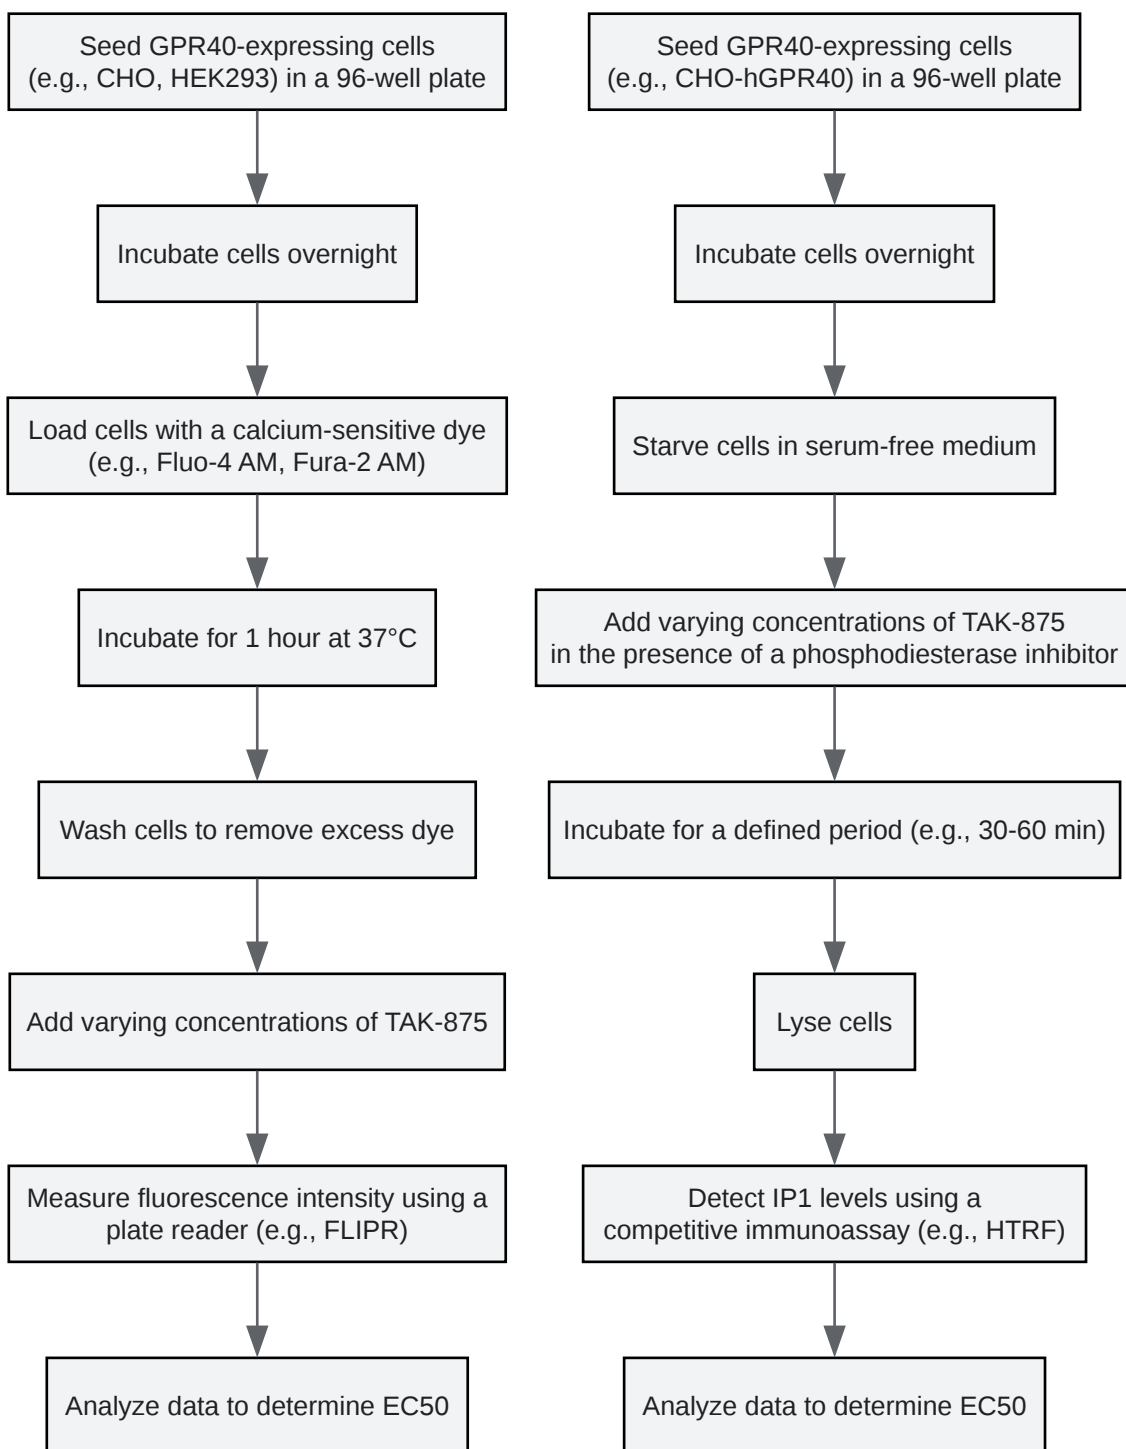 Seed GPR40-expressing cells
(e.g., CHO, HEK293) in a 96-well plate
Incubate cells overnight
Load cells with a calcium-sensitive dye
(e.g., Fluo-4 AM, Fura-2 AM)
Incubate for 1 hour at 37°C
Wash cells to remove excess dye
Add varying concentrations of TAK-875
Measure fluorescence intensity using a
plate reader (e.g., FLIPR)
Analyze data to determine EC50
Seed GPR40-expressing cells
(e.g., CHO-hGPR40) in a 96-well plate
Incubate cells overnight
Starve cells in serum-free medium
Add varying concentrations of TAK-875
in the presence of a phosphodiesterase inhibitor
Incubate for a defined period (e.g., 30-60 min)
Lyse cells
Detect IP1 levels using a
competitive immunoassay (e.g., HTRF)
Analyze data to determine EC50